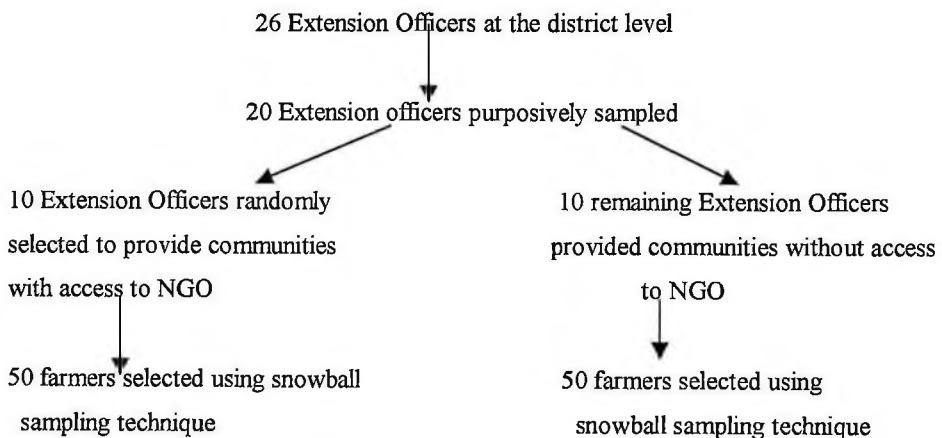 26 Extension Officers at the district level
20 Extension officers purposively sampled
10 Extension Officers randomly
selected to provide communities
with access to NGO
10 remaining Extension Officers
provided communities without access
to NGO
50 farmers selected using snowball
sampling technique
50 farmers selected using
snowball sampling technique